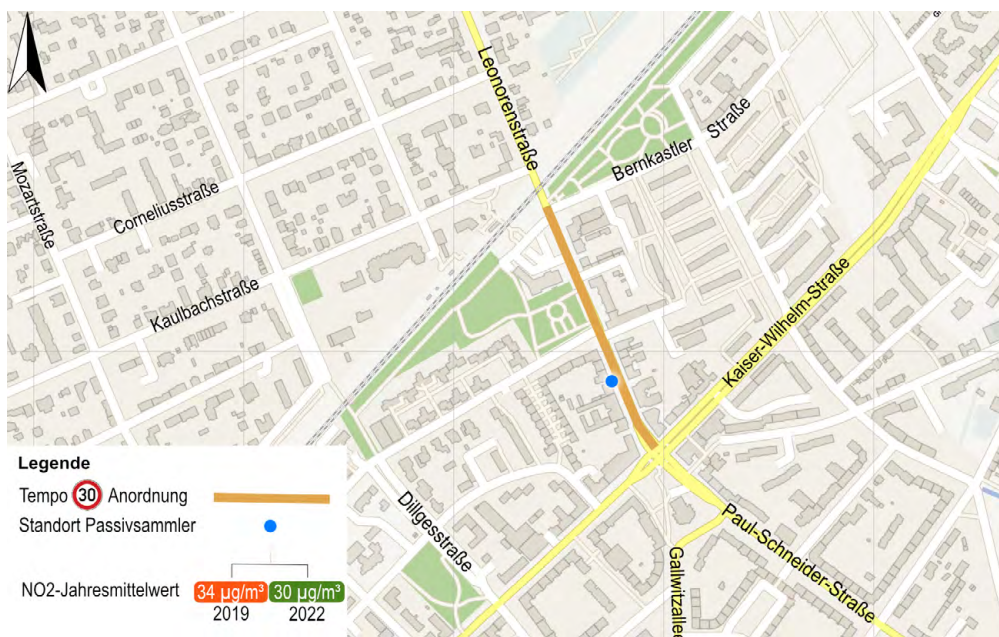 Leonorenstraße
Bernkastler Straße
Mozartstraße
Corneliusstraße
Kaulbachstraße
Kaiser-Wilhelm-Straße
Dillgesstraße
Paul-Schneider-Straße
Gallwitzallee
Legende
Tempo 30 Anordnung
Standort Passivsammler
NO2-Jahresmittelwert 34 µg/m³ 30 µg/m³
2019 2022